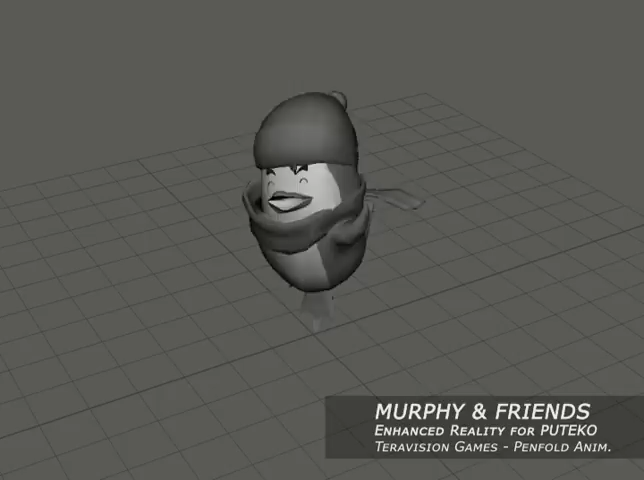 MURPHY & FRIENDS
ENHANCED REALITY FOR PUTEKO
TERAVISION GAMES - PENFOLD ANIM.